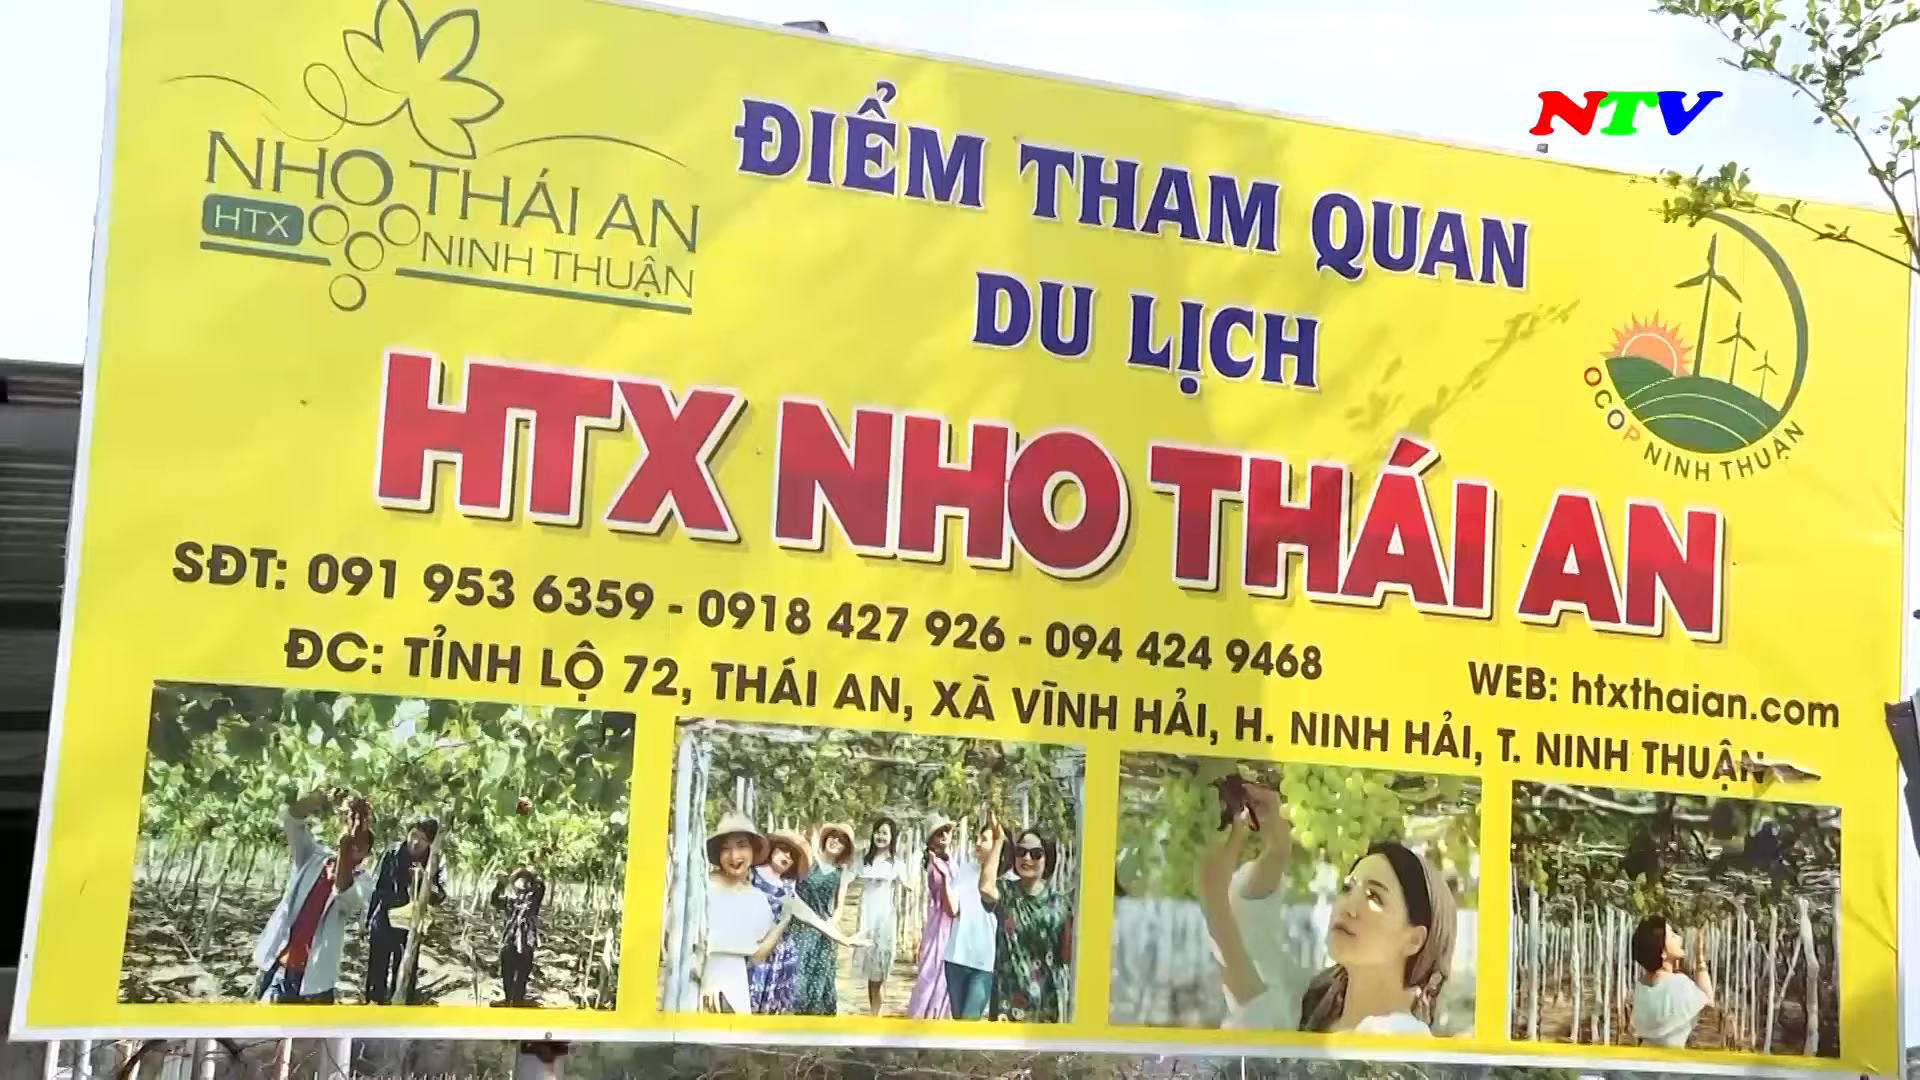 NTV
NHO THÁI AN
HTX
NINH THUẬN
ĐIỂM THAM QUAN
DU LỊCH
OCOP NINH THUẬN
HTX NHO THÁI AN
SĐT: 091 953 6359 - 0918 427 926 - 094 424 9468
WEB: htxthaian.com
ĐC: TỈNH LỘ 72, THÁI AN, XÃ VĨNH HẢI, H. NINH HẢI, T. NINH THUẬN